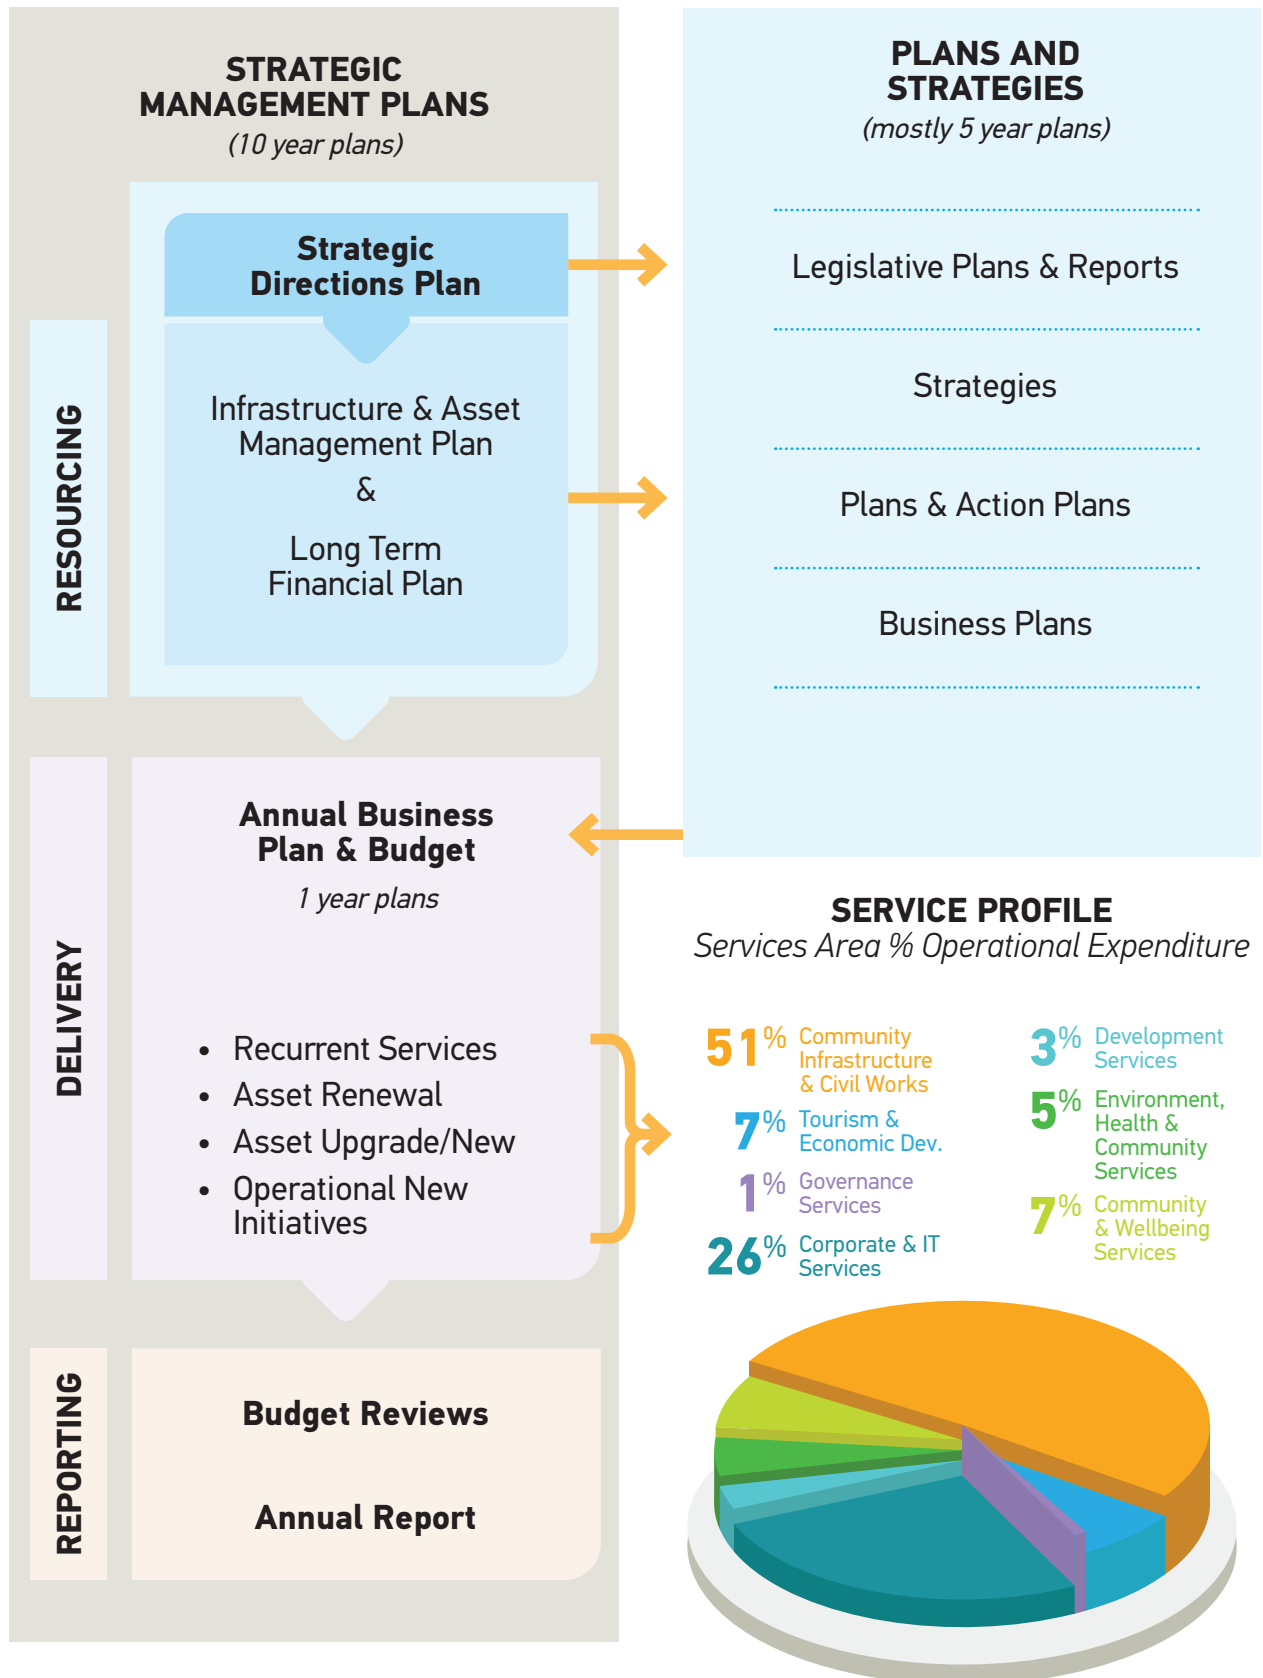 STRATEGIC
MANAGEMENT PLANS
(10 year plans)
Strategic
Directions Plan
RESOURCING
Infrastructure & Asset
Management Plan
&
Long Term
Financial Plan
DELIVERY
Annual Business
Plan & Budget
1 year plans
• Recurrent Services
• Asset Renewal
• Asset Upgrade/New
• Operational New
Initiatives
REPORTING
Budget Reviews
Annual Report
PLANS AND
STRATEGIES
(mostly 5 year plans)
Legislative Plans & Reports
Strategies
Plans & Action Plans
Business Plans
SERVICE PROFILE
Services Area % Operational Expenditure
51% Community
Infrastructure
& Civil Works
7% Tourism &
Economic Dev.
1% Governance
Services
26% Corporate & IT
Services
3% Development
Services
5% Environment,
Health &
Community
Services
7% Community
& Wellbeing
Services